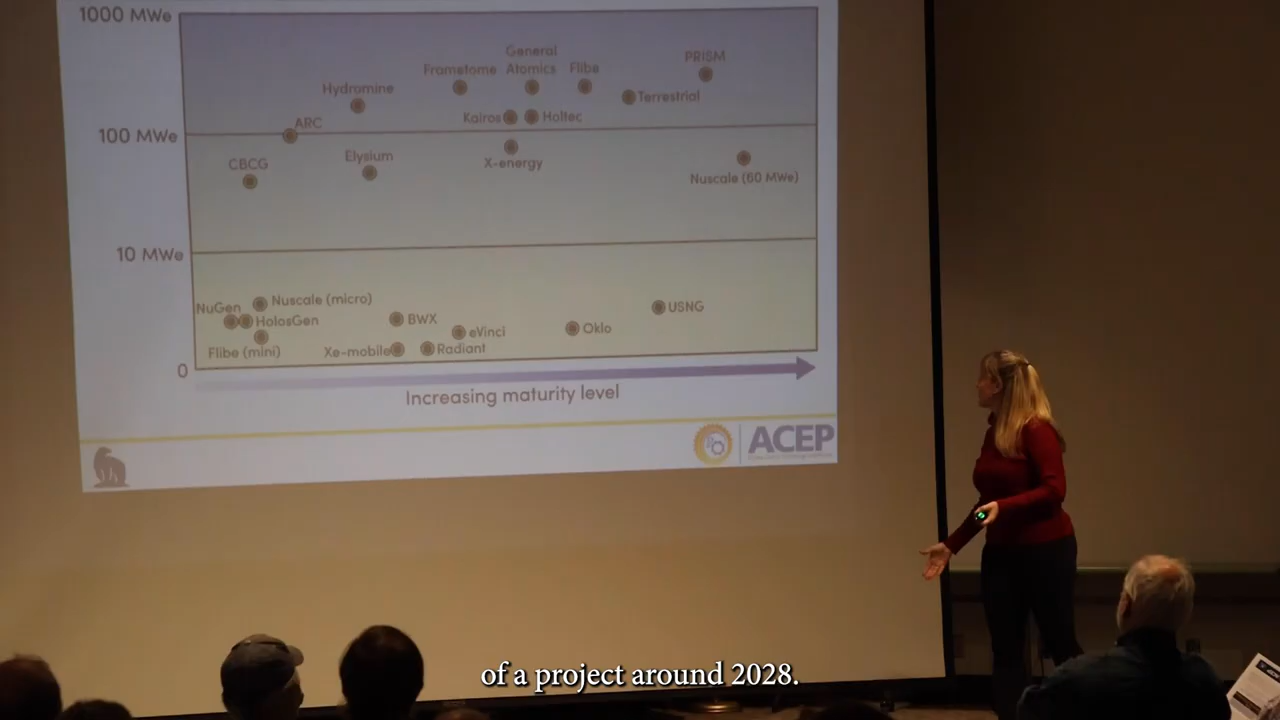 1000 MWe
General
Atomics
Framatome
Flibe
PRISM
Hydromine
Terrestrial
Kairos
Holtec
ARC
100 MWe
CBCG
Elysium
X-energy
Nuscale (60 MWe)
10 MWe
NuGen
Nuscale (micro)
HolosGen
BWX
eVinci
Oklo
USNG
Flibe (mini)
Xe-mobile
Radiant
0
Increasing maturity level
ACEP
of a project around 2028.